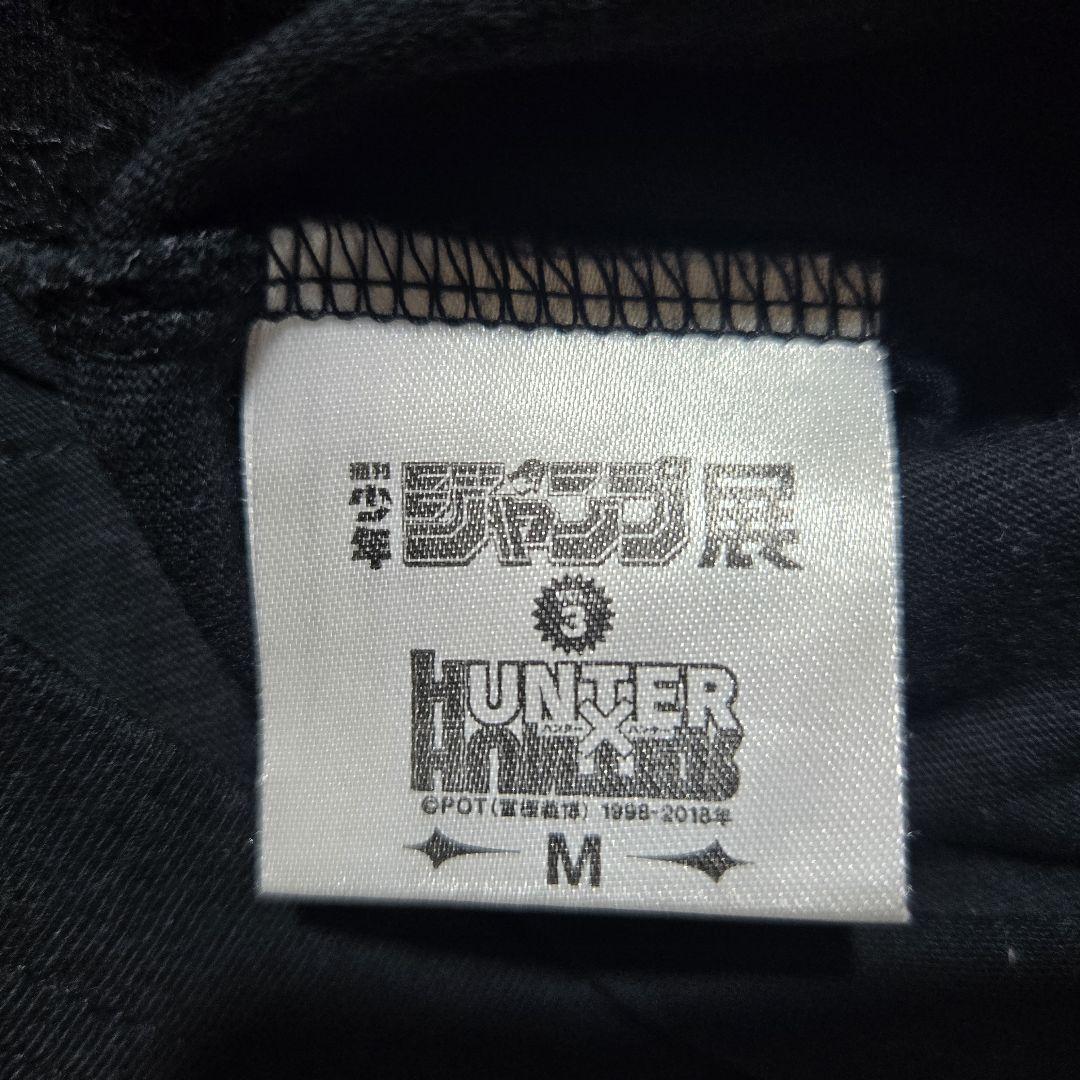 週刊少年ジャンプ展
VOL.3
HUNTER×HUNTER
ハンター ハンター
©POT(冨樫義博) 1998-2018年
M